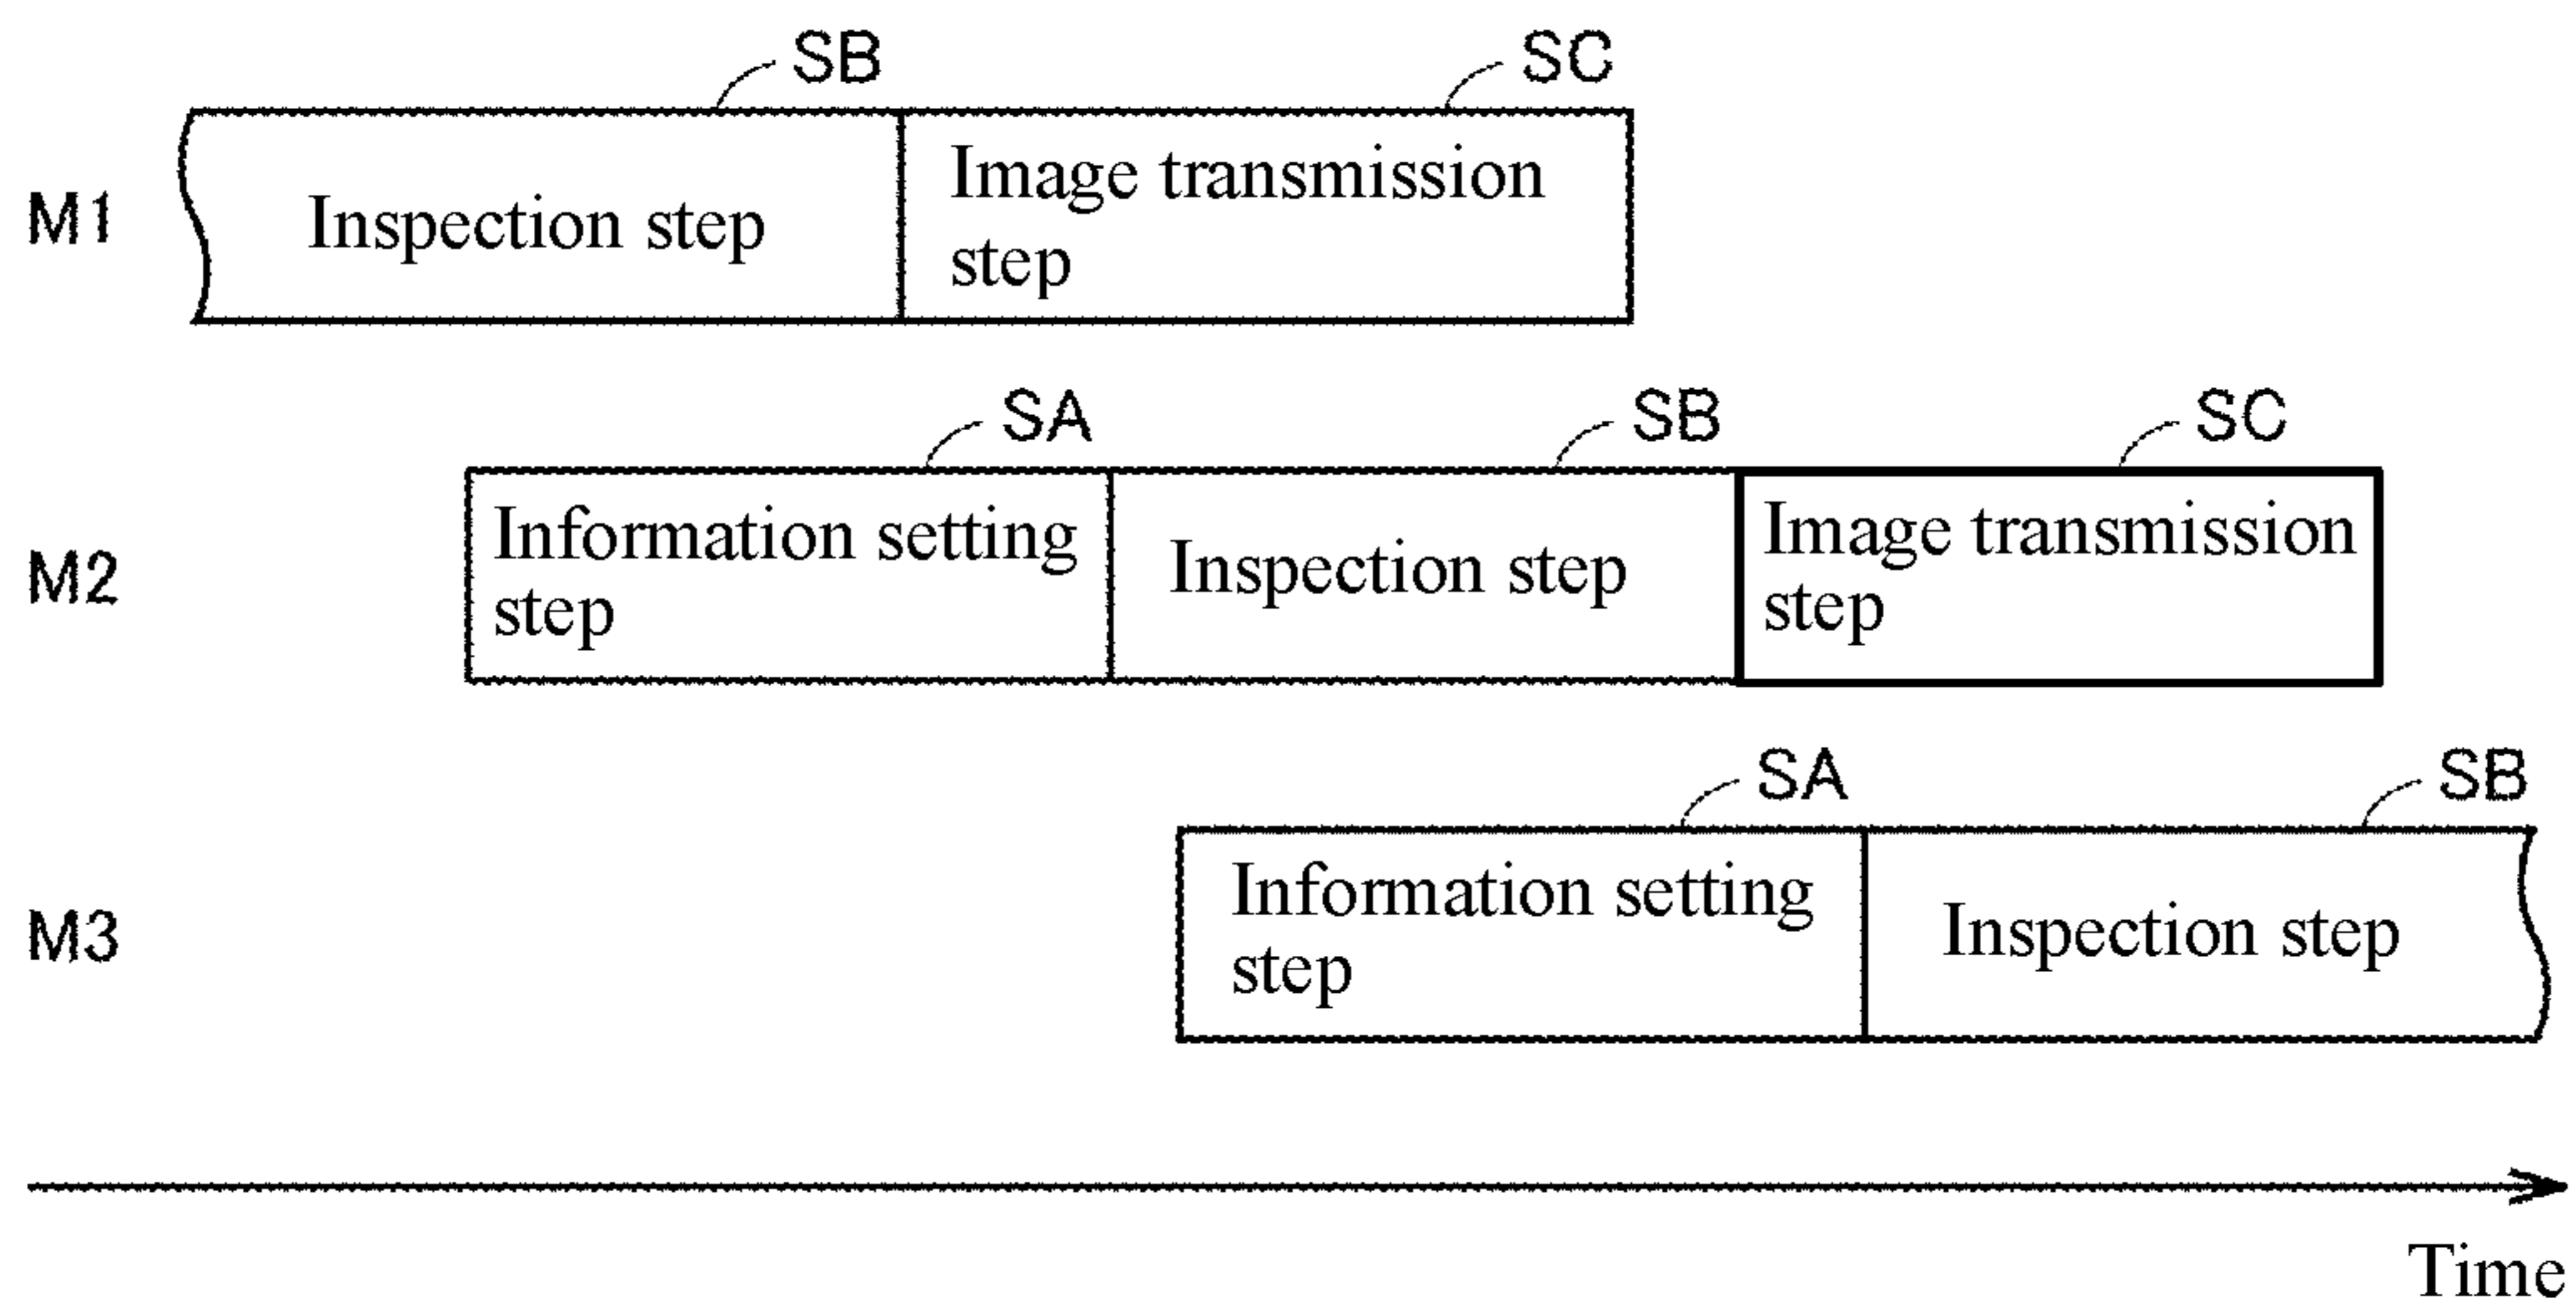 SB
SC
M1
Inspection step
Image transmission
step
SA
SB
SC
M2
Information setting
step
Inspection step
Image transmission
step
SA
SB
M3
Information setting
step
Inspection step
Time